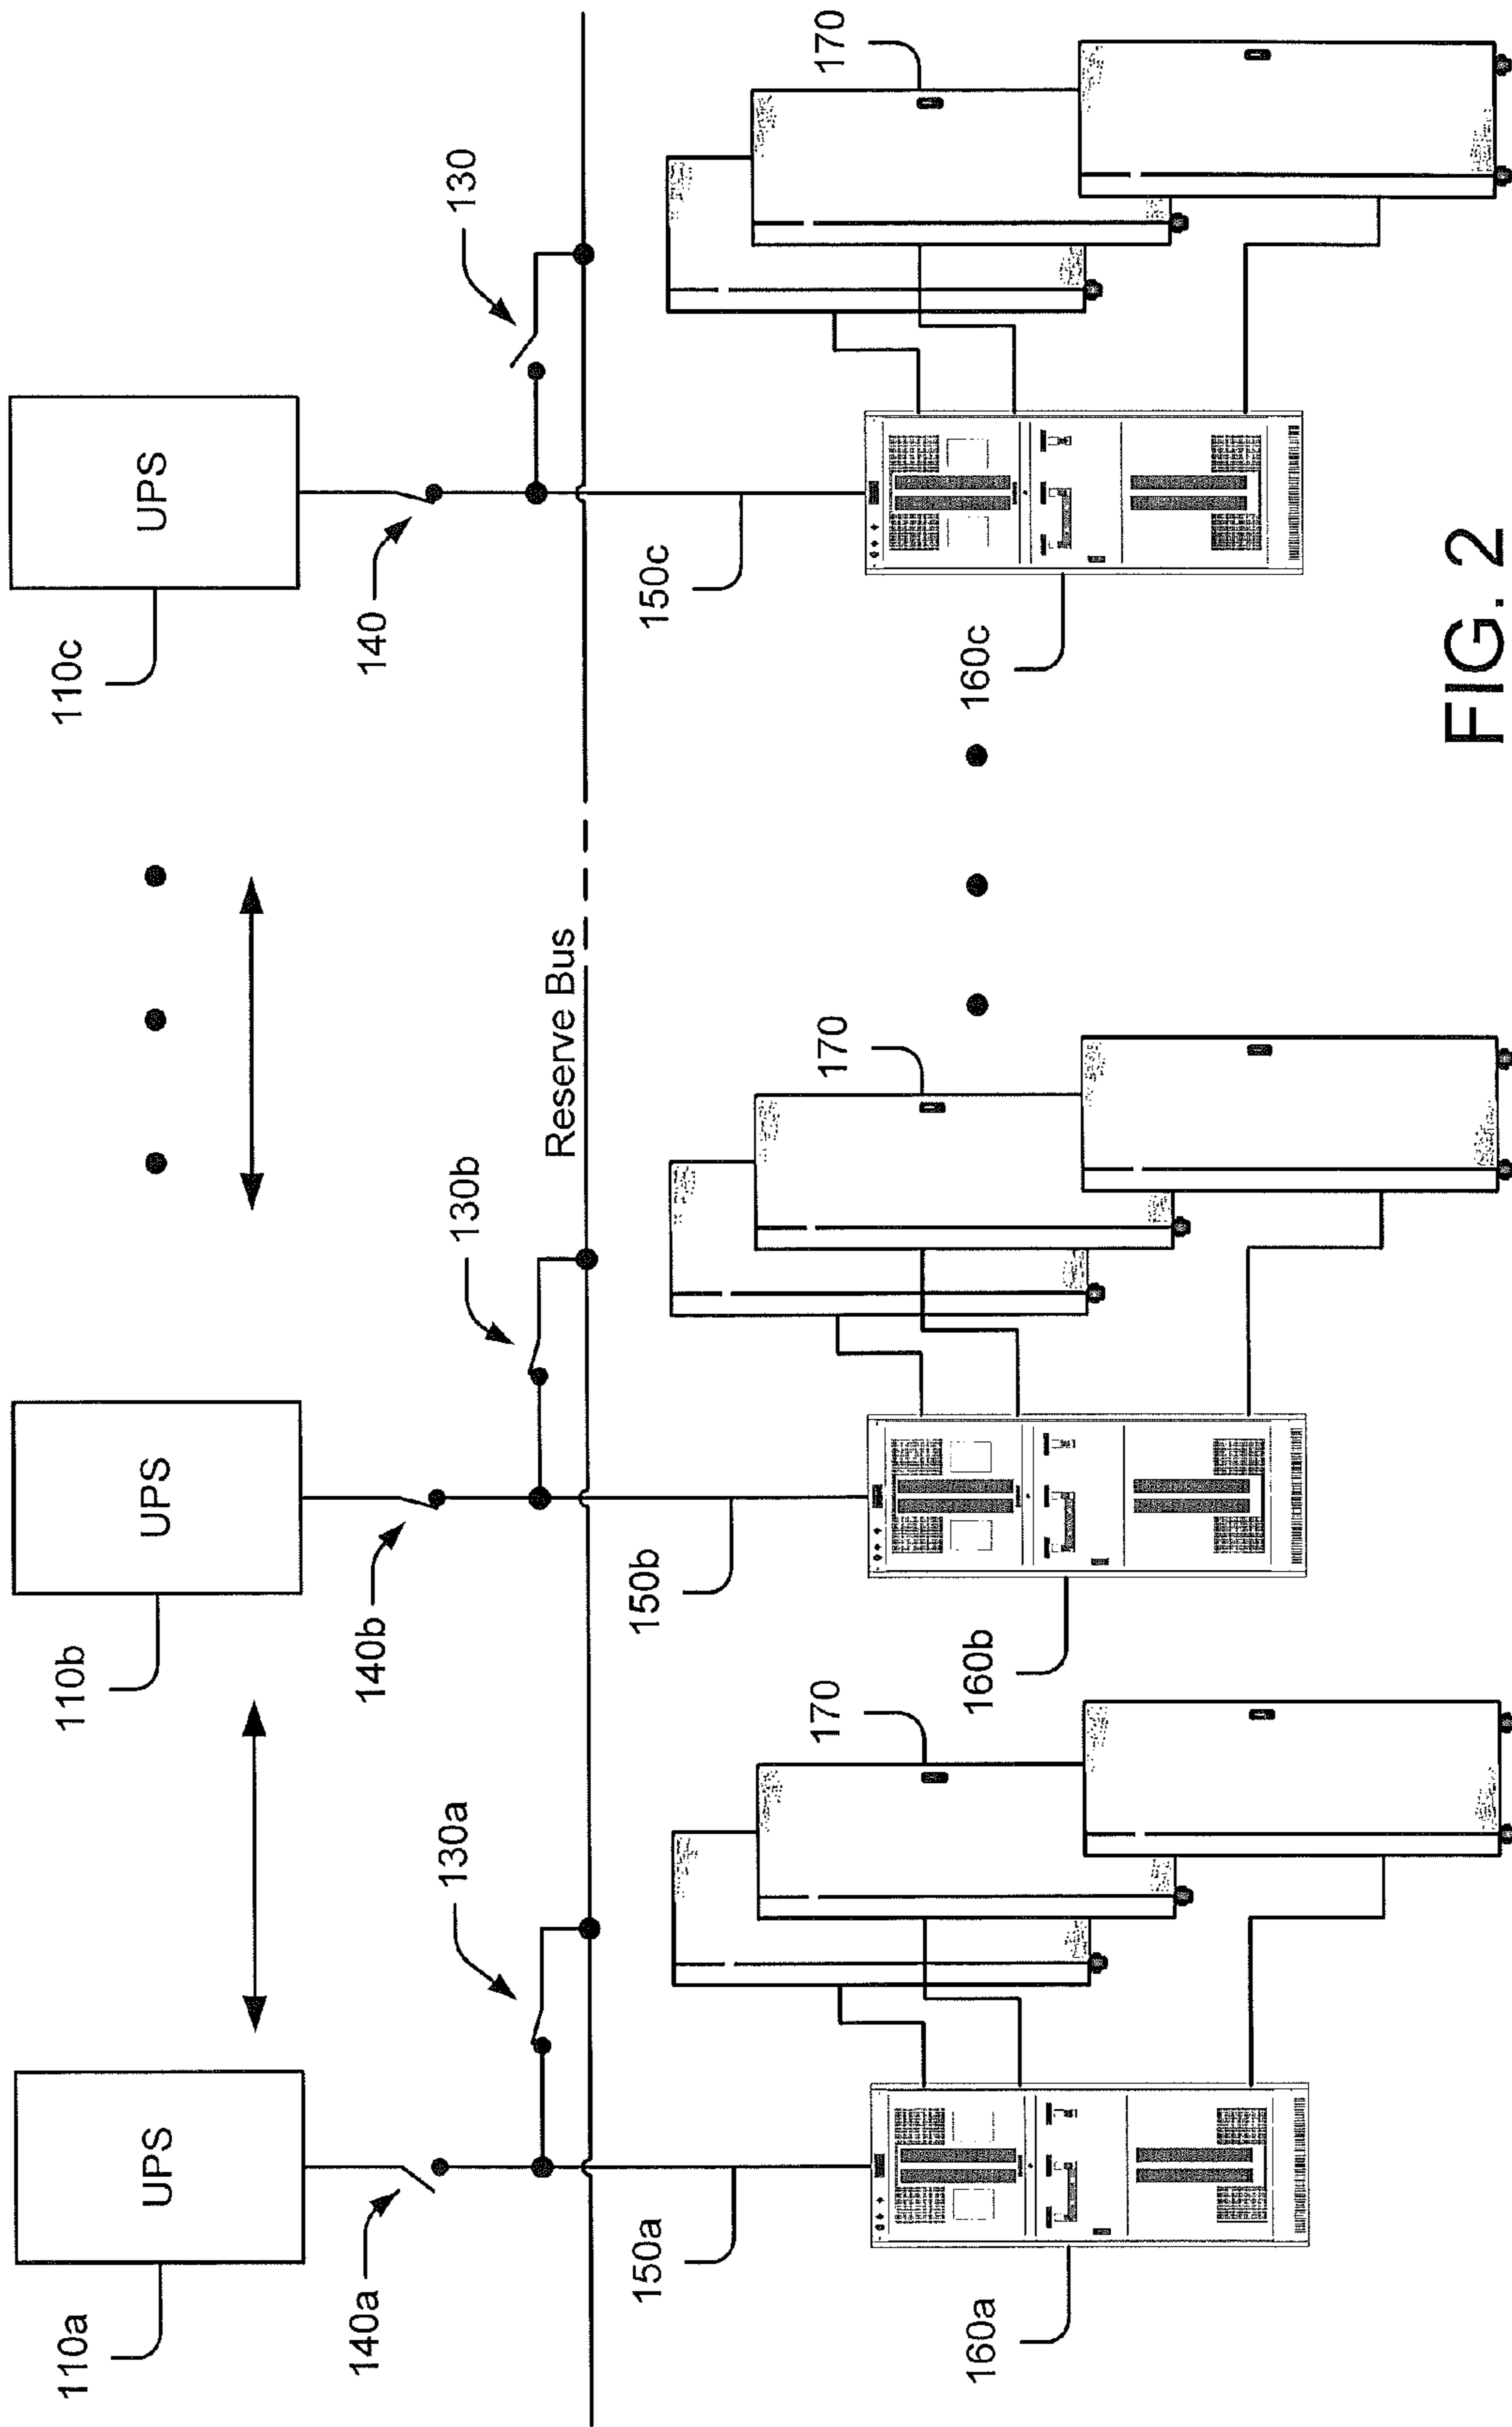 110a
UPS
110b
UPS
110c
UPS
140a
130a
140b
130b
140
130
Reserve Bus
150a
170
150b
170
150c
170
160a
160b
160c
FIG. 2